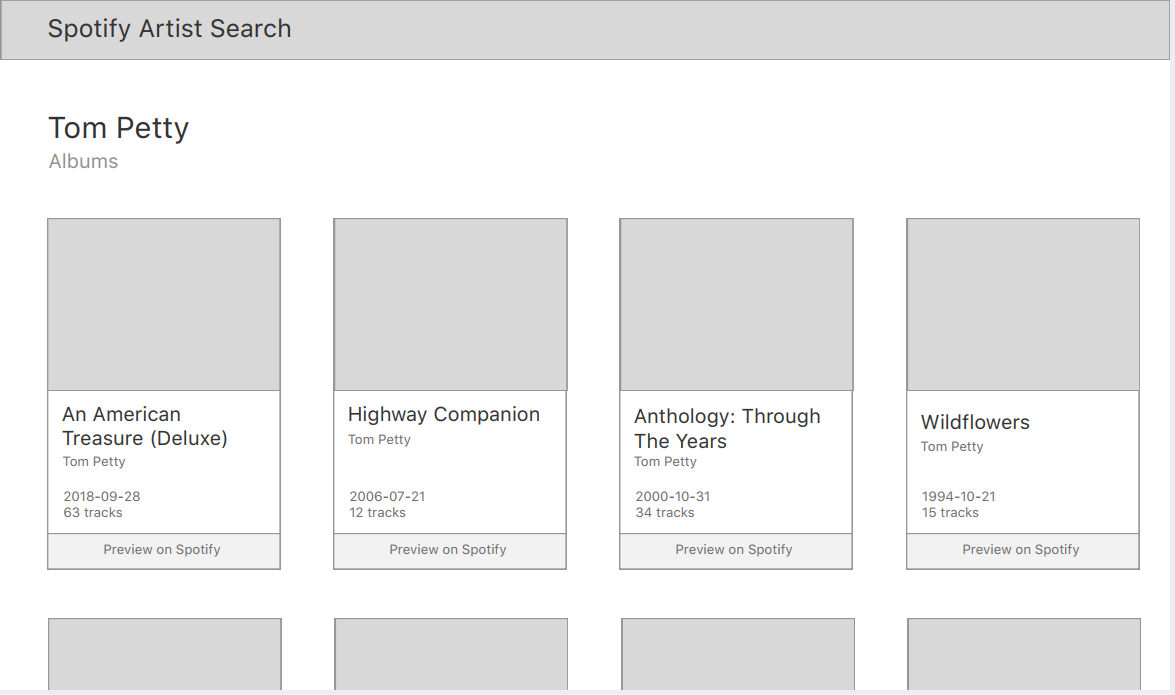 Spotify Artist Search
Tom Petty
Albums
An American
Treasure (Deluxe)
Tom Petty
2018-09-28
63 tracks
Preview on Spotify
Highway Companion
Tom Petty
2006-07-21
12 tracks
Preview on Spotify
Anthology: Through
The Years
Tom Petty
2000-10-31
34 tracks
Preview on Spotify
Wildflowers
Tom Petty
1994-10-21
15 tracks
Preview on Spotify